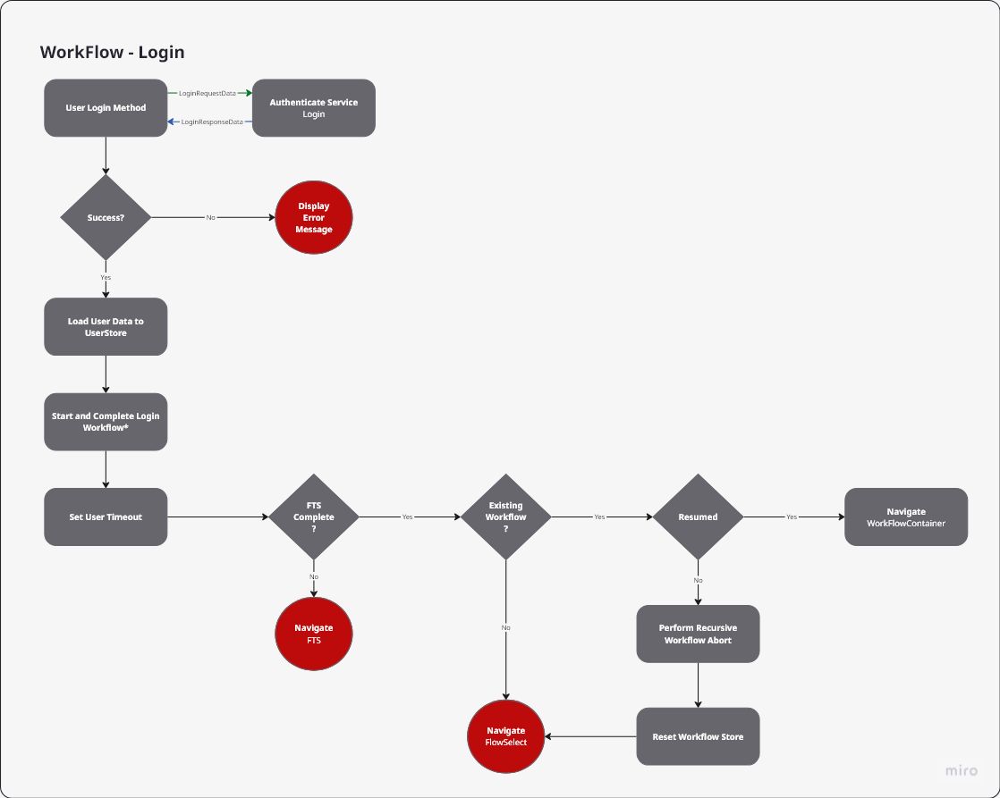 WorkFlow - Login
User Login Method
LoginRequestData
LoginResponseData
Authenticate Service
Login
Success?
No
Display
Error
Message
Yes
Load User Data to
UserStore
Start and Complete Login
Workflow*
Set User Timeout
FTS
Complete
?
Yes
Existing
Workflow
?
Yes
Resumed
Yes
Navigate
WorkFlowContainer
No
Navigate
FTS
No
No
Perform Recursive
Workflow Abort
Navigate
FlowSelect
Reset Workflow Store
miro